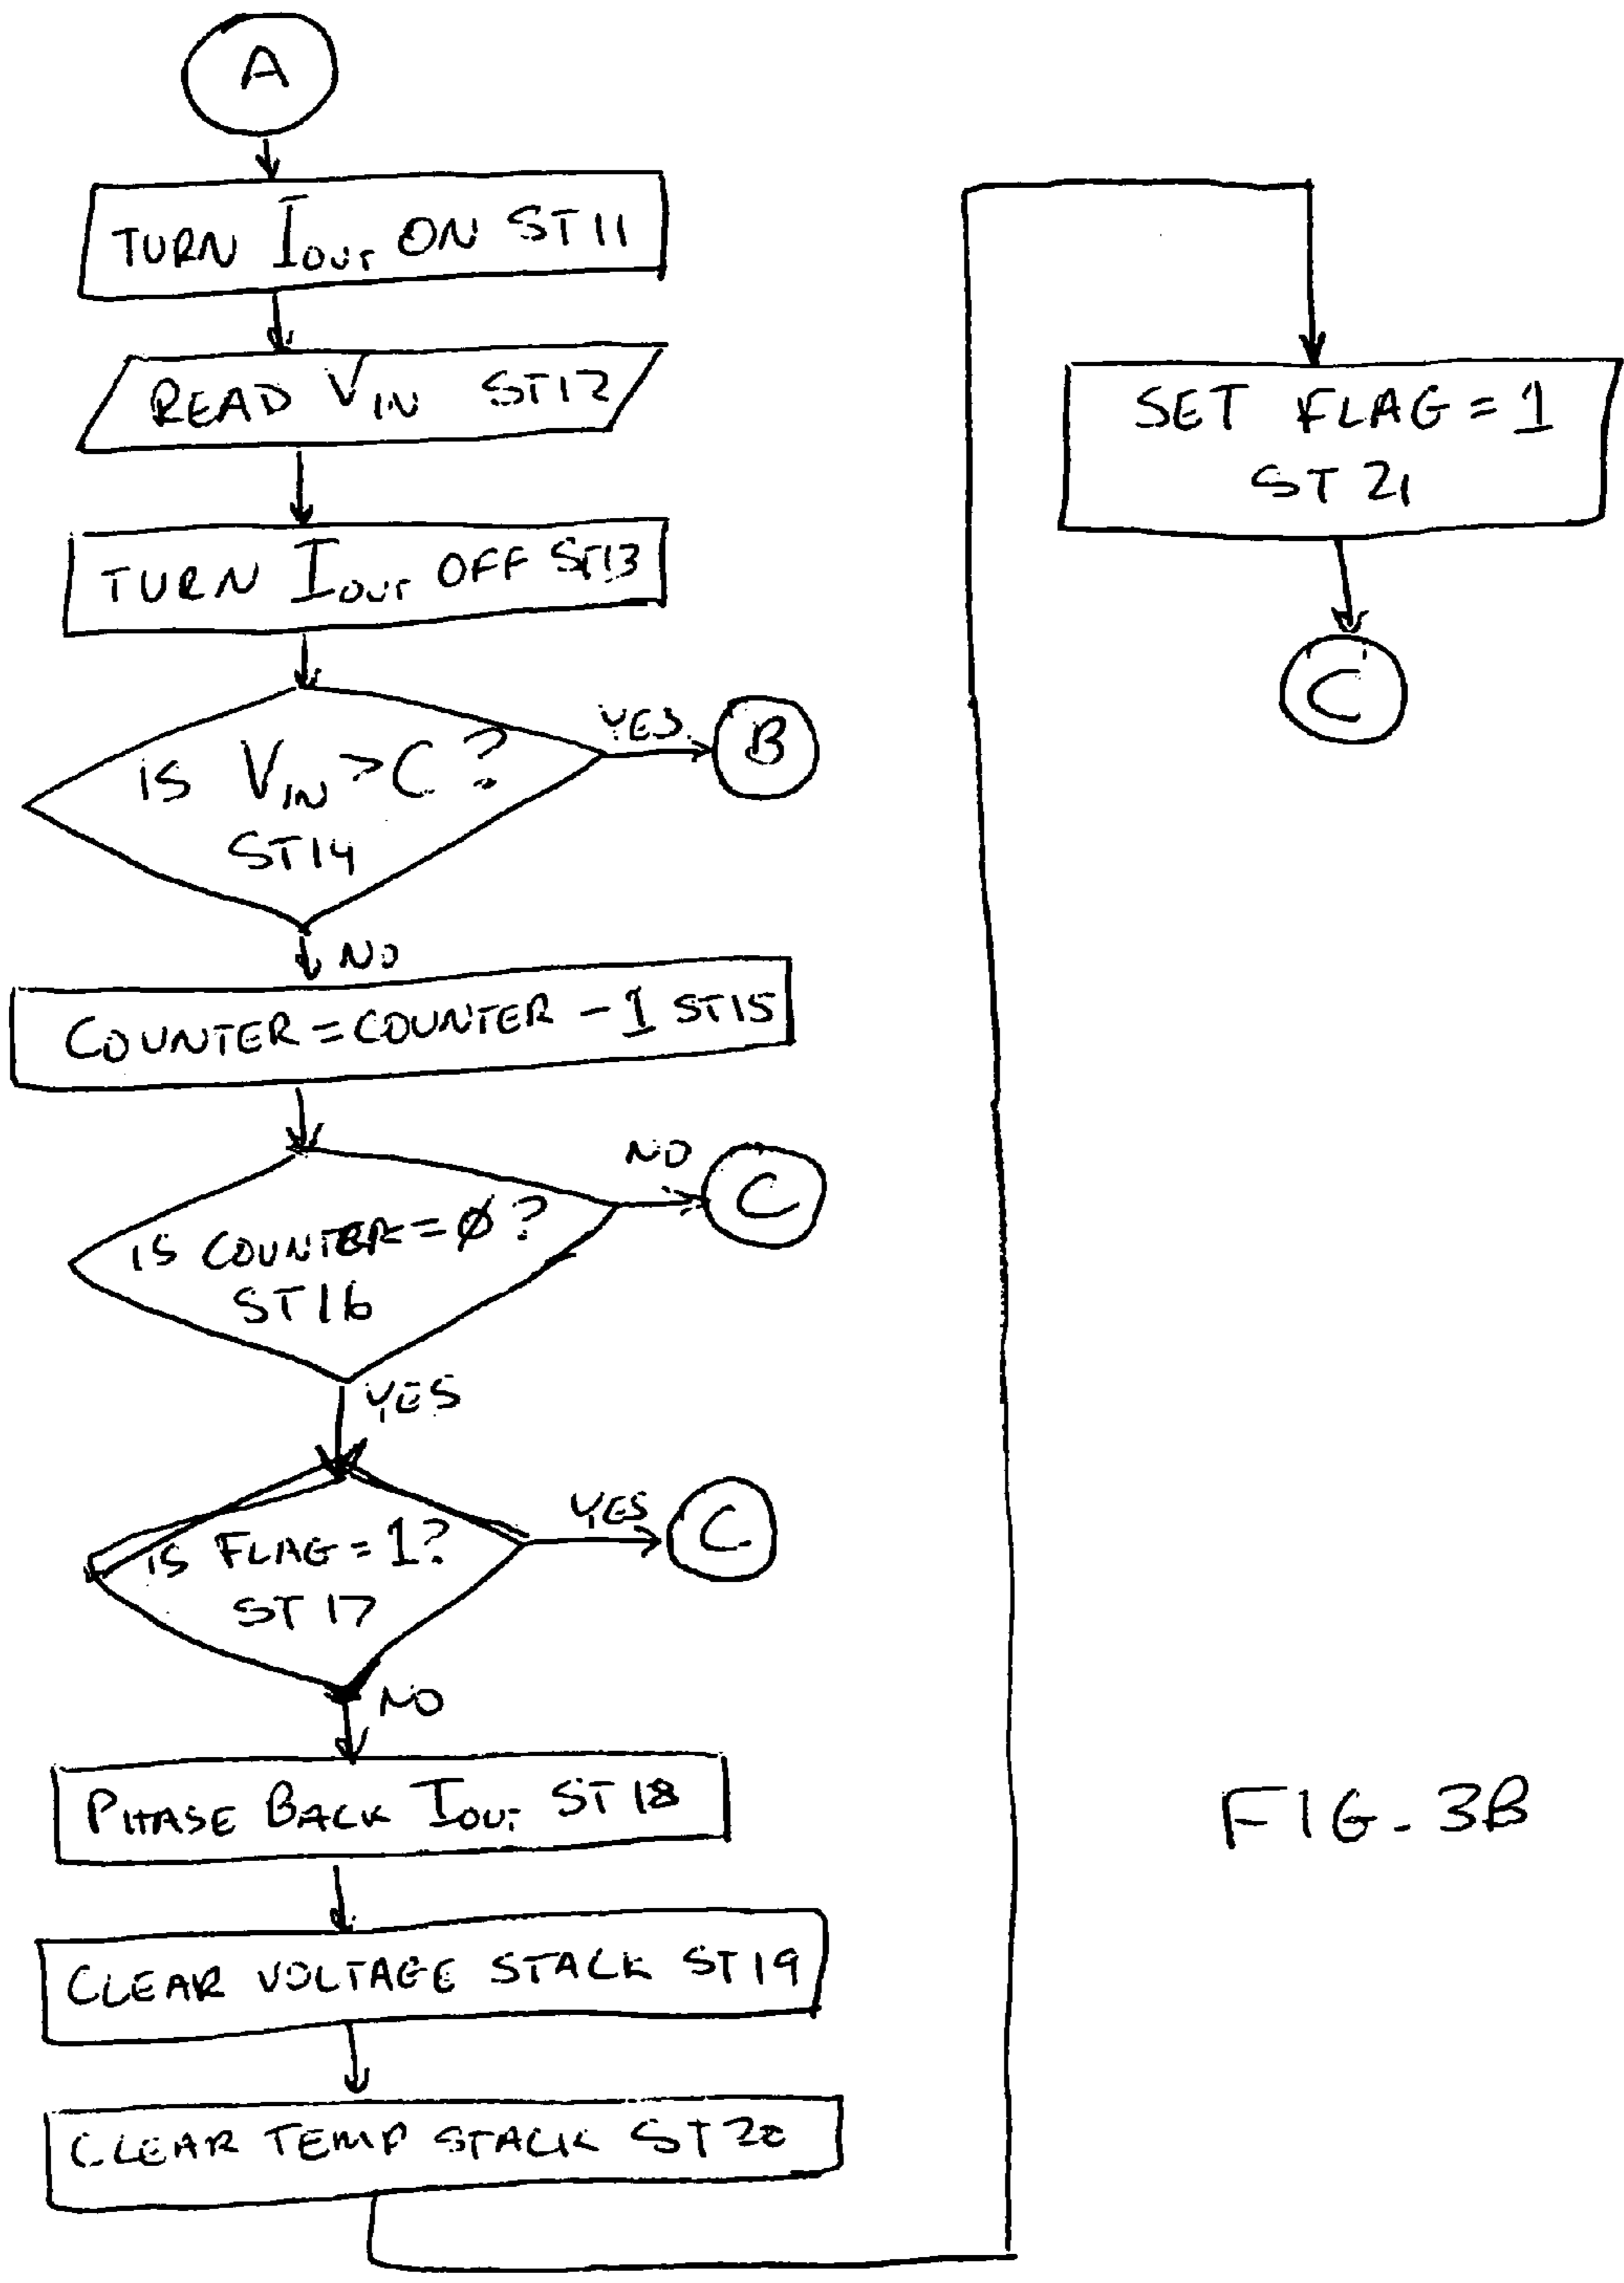 A
TURN IOUT ON ST11
READ VIN ST12
TURN IOUT OFF ST13
IS VIN > C ?
ST14
YES
B
NO
COUNTER = COUNTER - 1 ST15
IS COUNTER = Ø ?
ST16
NO
C
YES
IS FLAG = 1?
ST 17
YES
C
NO
PHASE BACK IOUT ST 18
CLEAR VOLTAGE STACK ST19
CLEAR TEMP STACK ST20
SET FLAG = 1
ST 21
C
FIG. 3B